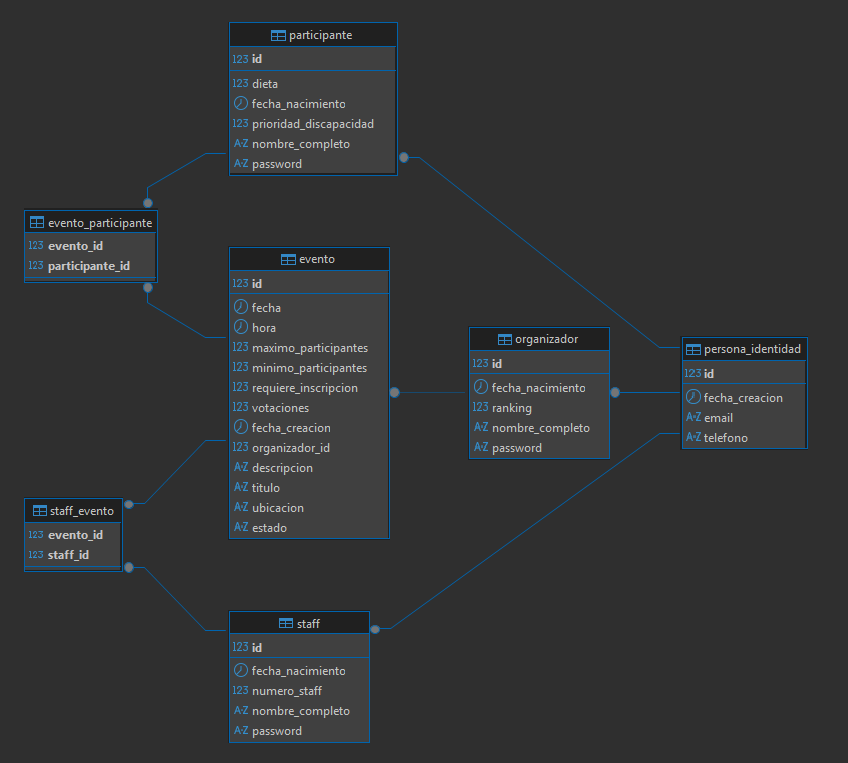 participante
123 id
123 dieta
fecha_nacimiento
123 prioridad_discapacidad
A-Z nombre_completo
A-Z password
evento_participante
123 evento_id
123 participante_id
evento
123 id
fecha
hora
123 maximo_participantes
123 minimo_participantes
123 requiere_inscripcion
123 votaciones
fecha_creacion
123 organizador_id
A-Z descripcion
A-Z titulo
A-Z ubicacion
A-Z estado
organizador
123 id
fecha_nacimiento
123 ranking
A-Z nombre_completo
A-Z password
persona_identidad
123 id
fecha_creacion
A-Z email
A-Z telefono
staff_evento
123 evento_id
123 staff_id
staff
123 id
fecha_nacimiento
123 numero_staff
A-Z nombre_completo
A-Z password